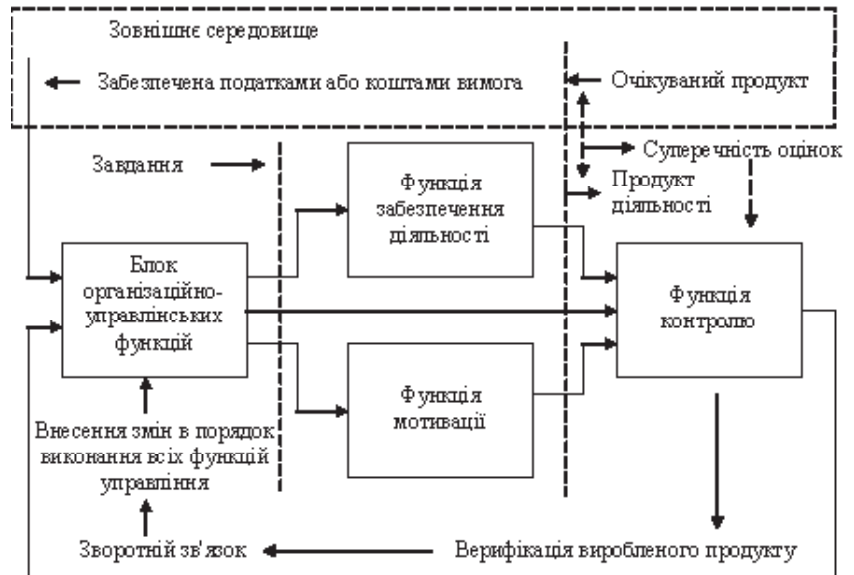 Зовнішнє середовище
Забезпечена податками або коштами вимога
Очікуваний продукт
Завдання
Суперечність оцінок
Функція
забезпечення
діяльності
Продукт
діяльності
Блок
організаційно-
управлінських
функцій
Функція
контролю
Функція
мотивації
Внесення змін в порядок
виконання всіх функцій
управління
Зворотній зв'язок
Верифікація виробленого продукту